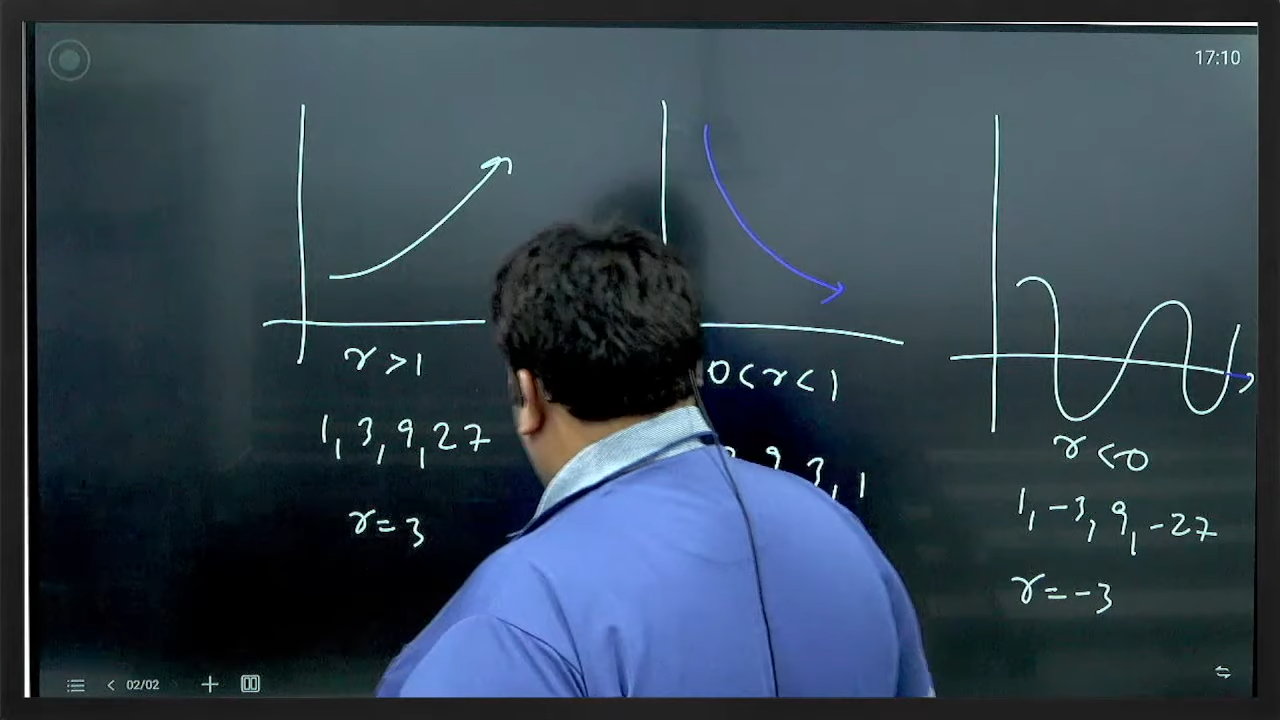 17:10
r > 1
1, 3, 9, 27
r = 3
0 < r < 1
9, 3, 1
r < 0
1, -3, 9, -27
r = -3
02/02